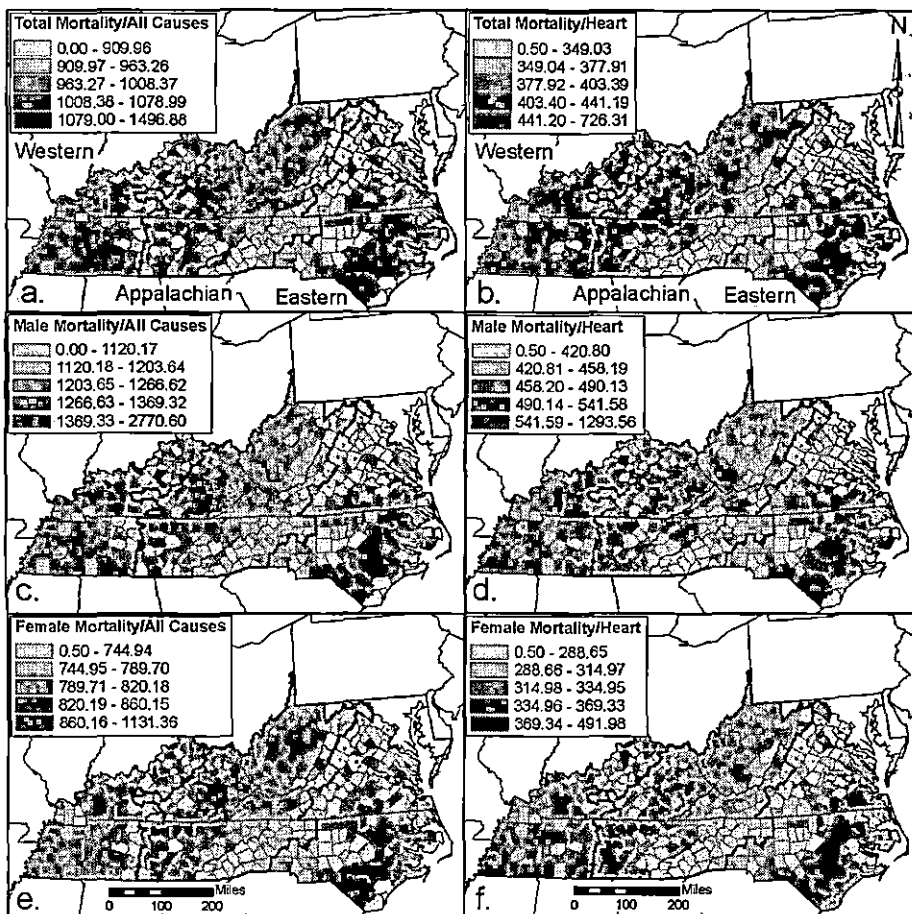 Total Mortality/All Causes
0.00 - 909.96
909.97 - 963.26
963.27 - 1008.37
1008.38 - 1078.99
1079.00 - 1496.88
Western
Appalachian
Eastern
a.
Total Mortality/Heart
0.50 - 349.03
349.04 - 377.91
377.92 - 403.39
403.40 - 441.19
441.20 - 726.31
N
Western
Appalachian
Eastern
b.
Male Mortality/All Causes
0.00 - 1120.17
1120.18 - 1203.64
1203.65 - 1266.62
1266.63 - 1369.32
1369.33 - 2770.60
c.
Male Mortality/Heart
0.50 - 420.80
420.81 - 458.19
458.20 - 490.13
490.14 - 541.58
541.59 - 1293.56
d.
Female Mortality/All Causes
0.50 - 744.94
744.95 - 789.70
789.71 - 820.18
820.19 - 860.15
860.16 - 1131.36
e.
Miles
0 100 200
Female Mortality/Heart
0.50 - 288.65
288.66 - 314.97
314.98 - 334.95
334.96 - 369.33
369.34 - 491.98
f.
Miles
0 100 200